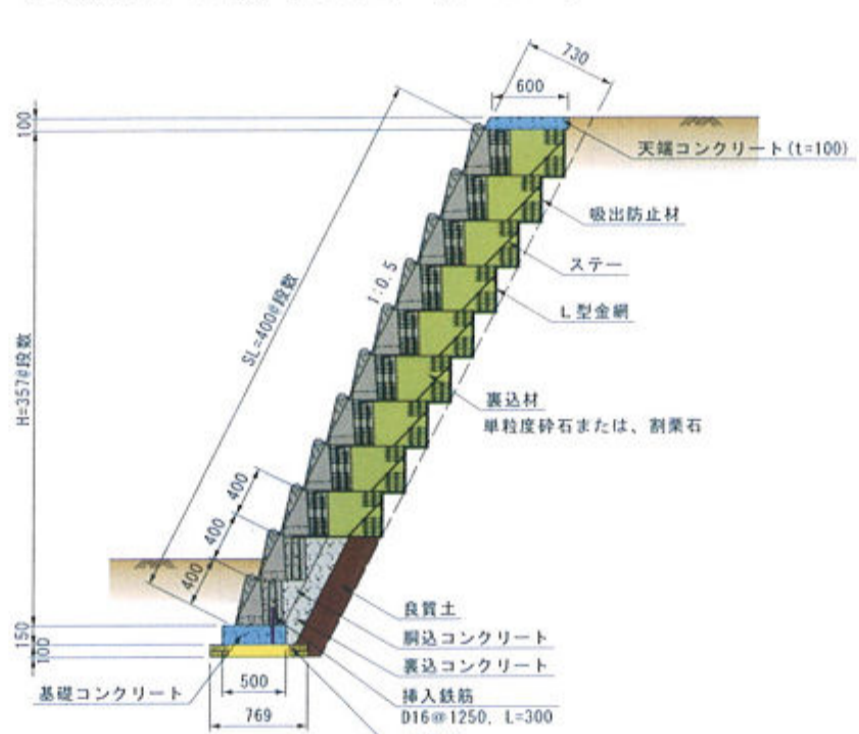 730
600
100
天端コンクリート(t=100)
吸出防止材
ステー
1:0.5
L型金網
SL=400@段数
H=357@段数
裏込材
単粒度砕石または、割栗石
400
400
400
良質土
150
胴込コンクリート
100
裏込コンクリート
基礎コンクリート
500
挿入鉄筋
769
D16@1250, L=300